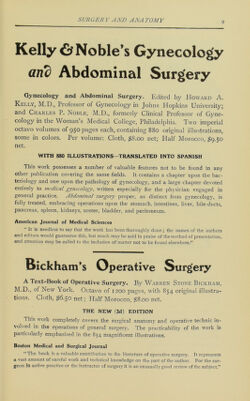 SURGERY AND ANATOMY 9
Kelly & Noble's Gynecology
and Abdominal Surgery
Gynecology and Abdominal Surgery. Edited by HOWARD A.
KELLY, M.D., Professor of Gynecology in Johns Hopkins University;
and CHARLES P. NOBLE, M.D., formerly Clinical Professor of Gyne-
cology in the Woman's Medical College, Philadelphia. Two imperial
octavo volumes of 950 pages each, containing 880 original illustrations,
some in colors. Per volume: Cloth, $8.00 net; Half Morocco, $9.50
net.
WITH 880 ILLUSTRATIONS—TRANSLATED INTO SPANISH
This work possesses a number of valuable features not to be found in any
other publication covering the same fields. It contains a chapter upon the bac-
teriology and one upon the pathology of gynecology, and a large chapter devoted
entirely to medical gynecology, written especially for the physician engaged in
general practice. Abdominal surgery proper, as distinct from gynecology, is
fully treated, embracing operations upon the stomach, intestines, liver, bile-ducts,
pancreas, spleen, kidneys, ureter, bladder, and peritoneum.
American Journal of Medical Sciences
"It is needless to say that the work has been thoroughly done; the names of the authors
and editors would guarantee this, but much may be said in praise of the method of presentation,
and attention may be called to the inclusion of matter not to be found elsewhere."
Bickham's Operative Surgery
A Text-Book of Operative Surgery. By WARREN STONE BICKHAM,
M.D., of New York. Octavo of 1200 pages, with 854 original illustra-
tions. Cloth, $6.50 net; Half Morocco, $8.00 net.
THE NEW (3d) EDITION
This work completely covers the surgical anatomy and operative technic in-
volved in the operations of general surgery. The practicability of the work is
particularly emphasized in the 854 magnificent illustrations.
Boston Medical and Surgical Journal
"The book is a valuable contribution to the literature of operative surgery. It represents
a vast amount of careful work and technical knowledge on the part of the author. For the sur-
geon in active practice or the instructor of surgery it is an unusually good review of the subject."